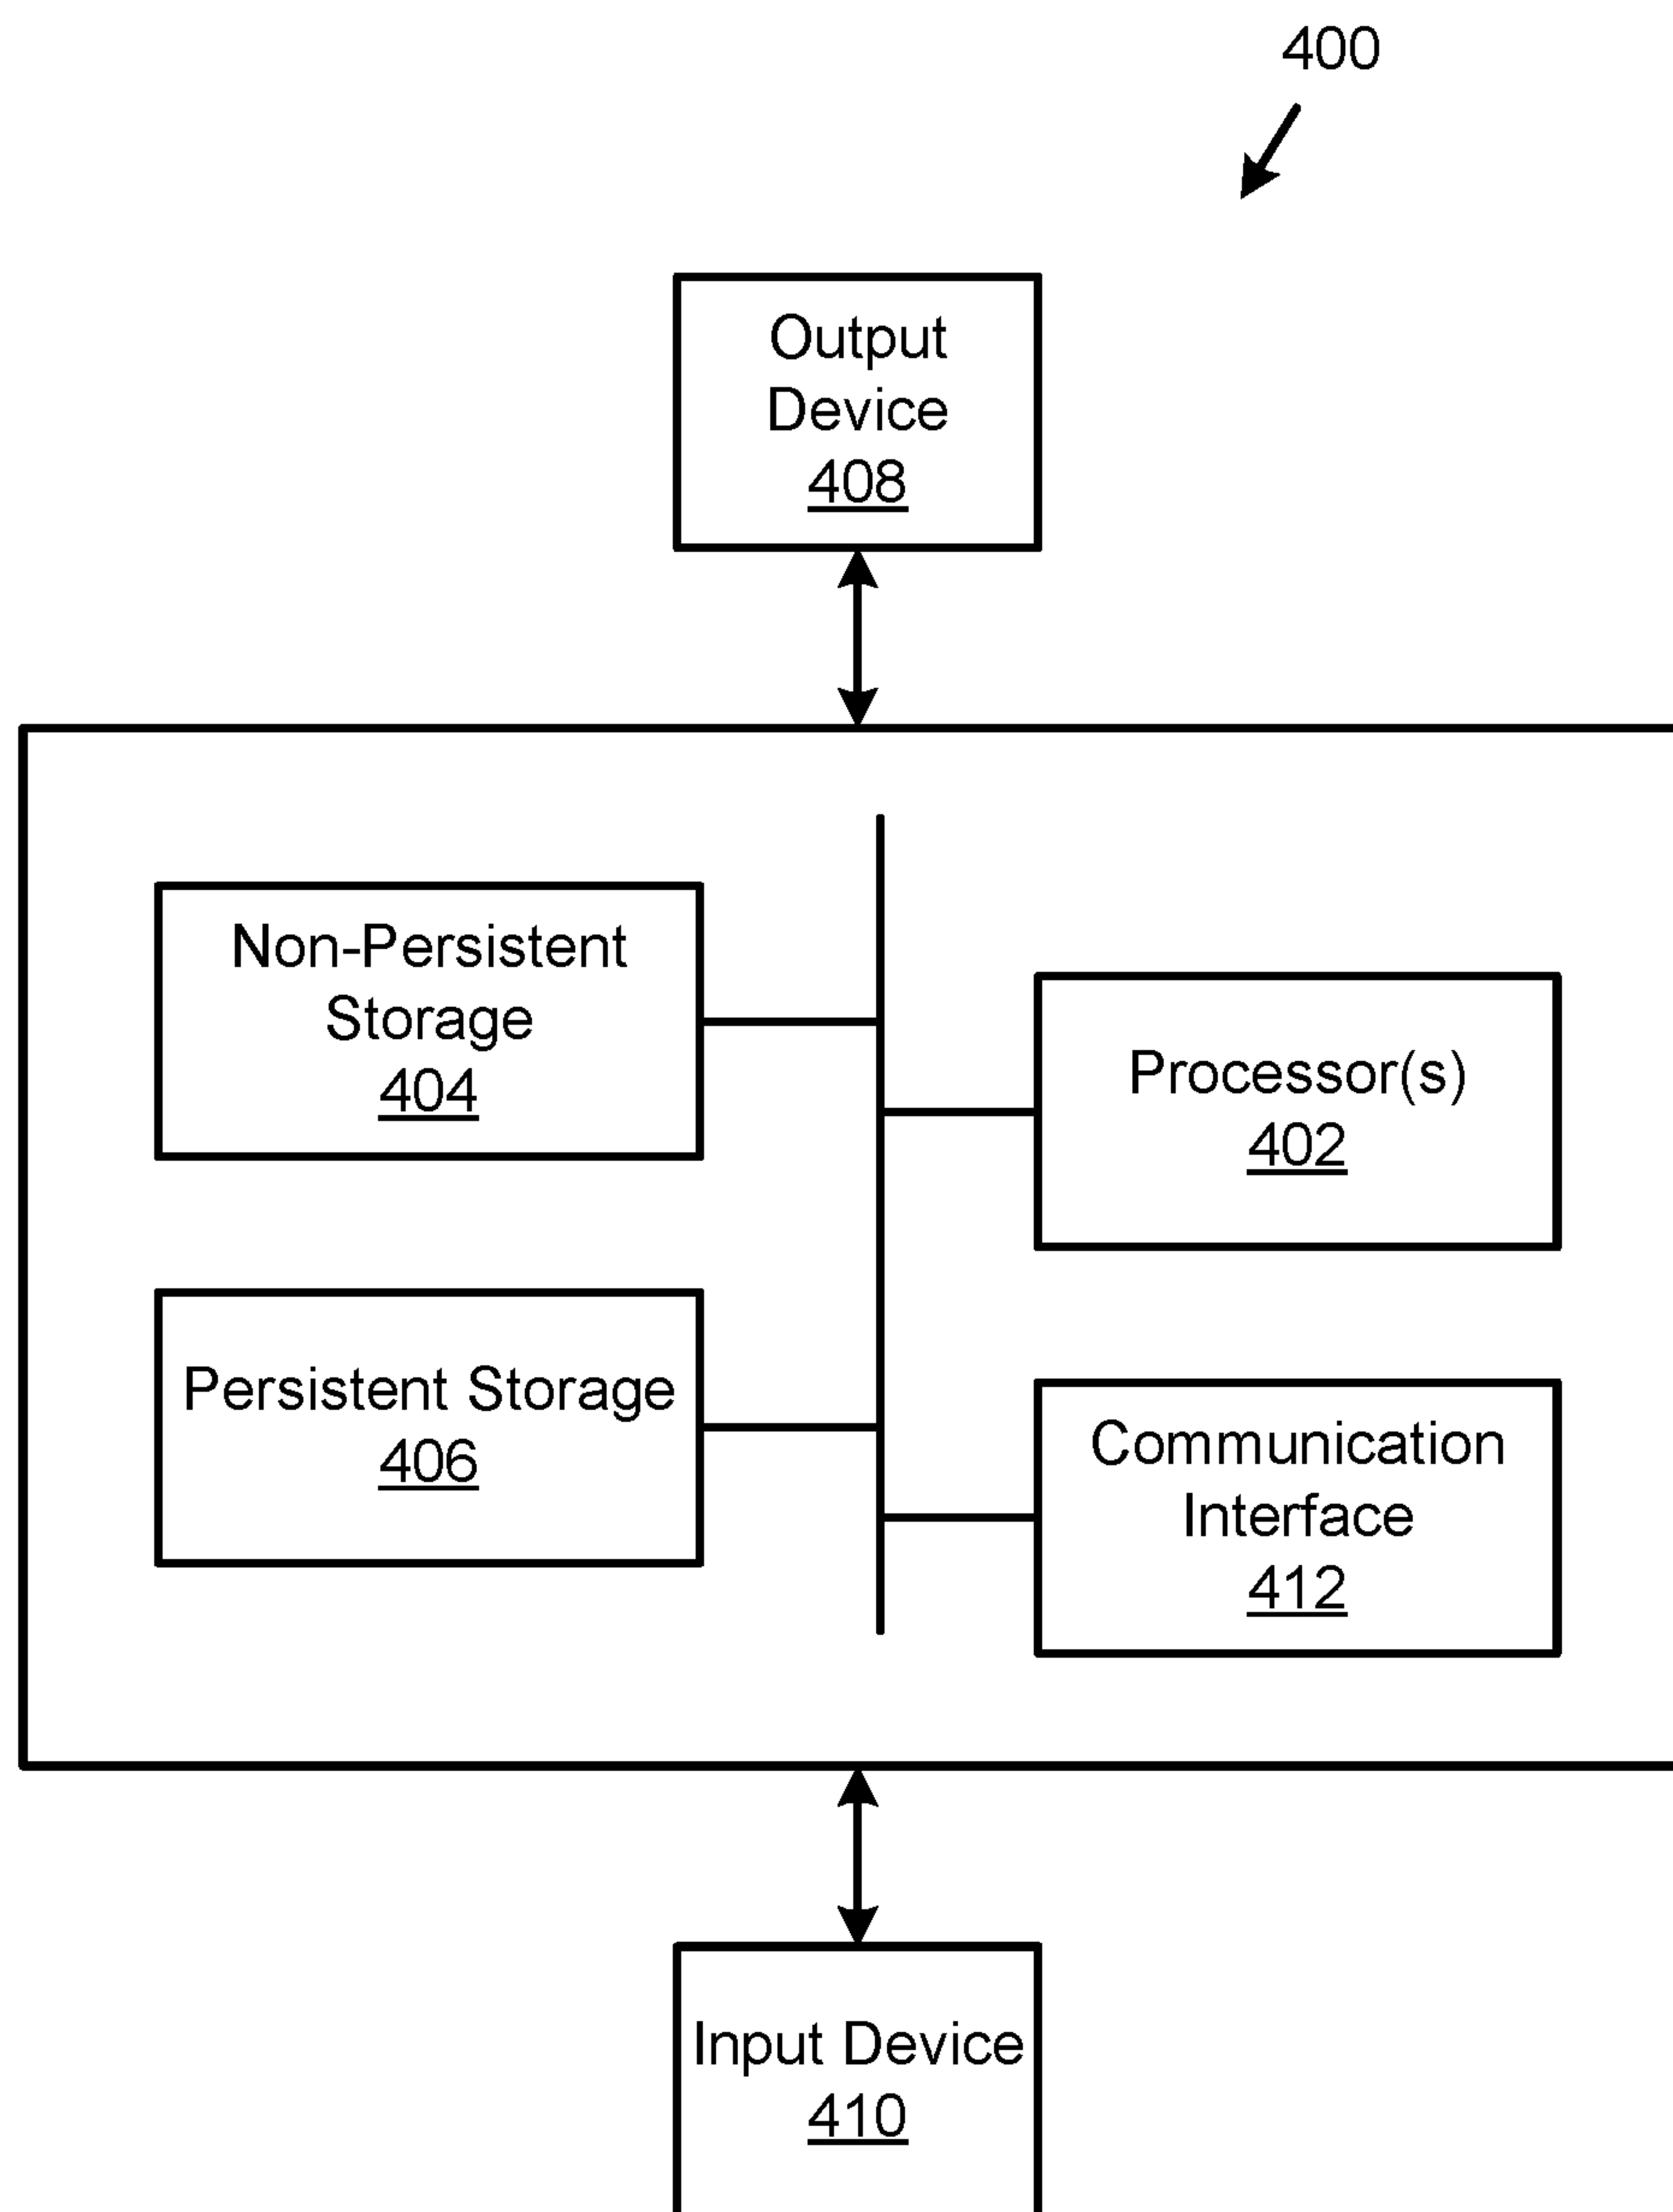 400
Output
Device
408
Non-Persistent
Storage
404
Processor(s)
402
Persistent Storage
406
Communication
Interface
412
Input Device
410